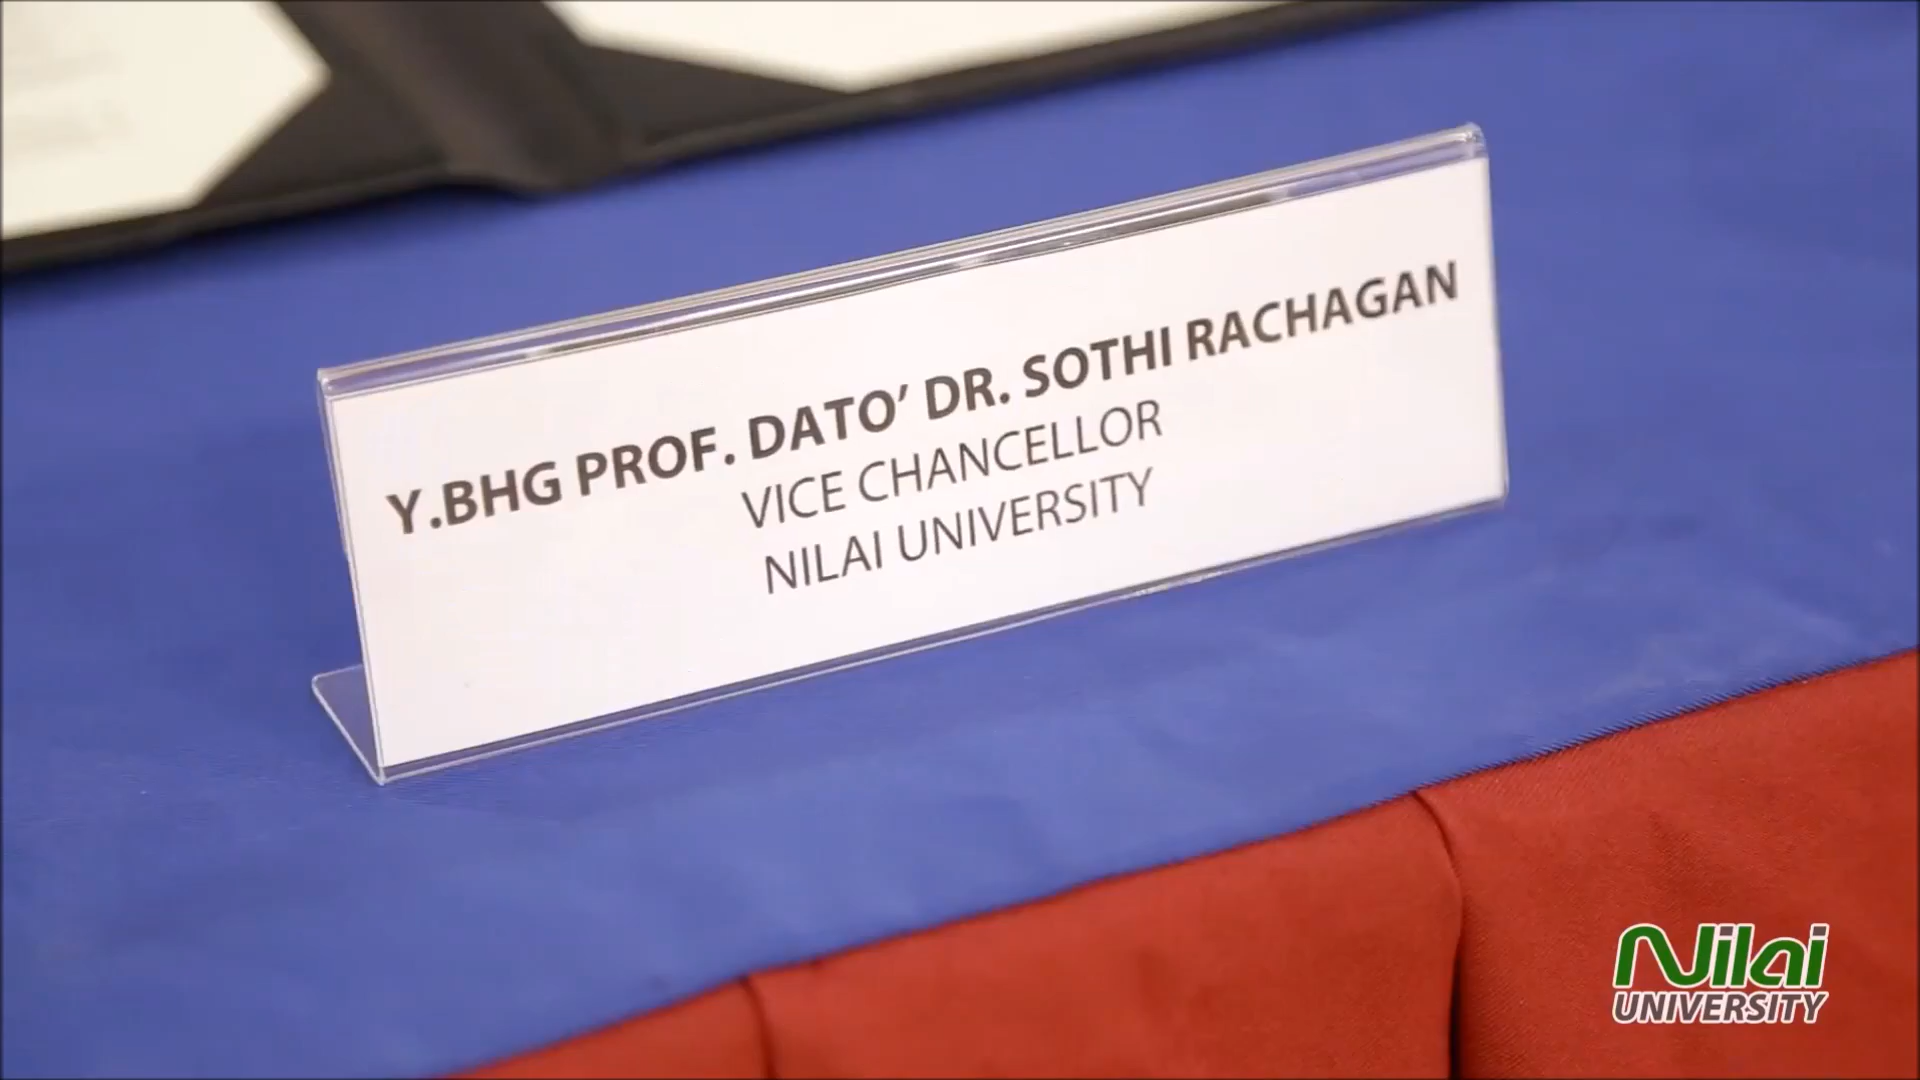 Y.BHG PROF. DATO’ DR. SOTHI RACHAGAN
VICE CHANCELLOR
NILAI UNIVERSITY
Nilai
UNIVERSITY